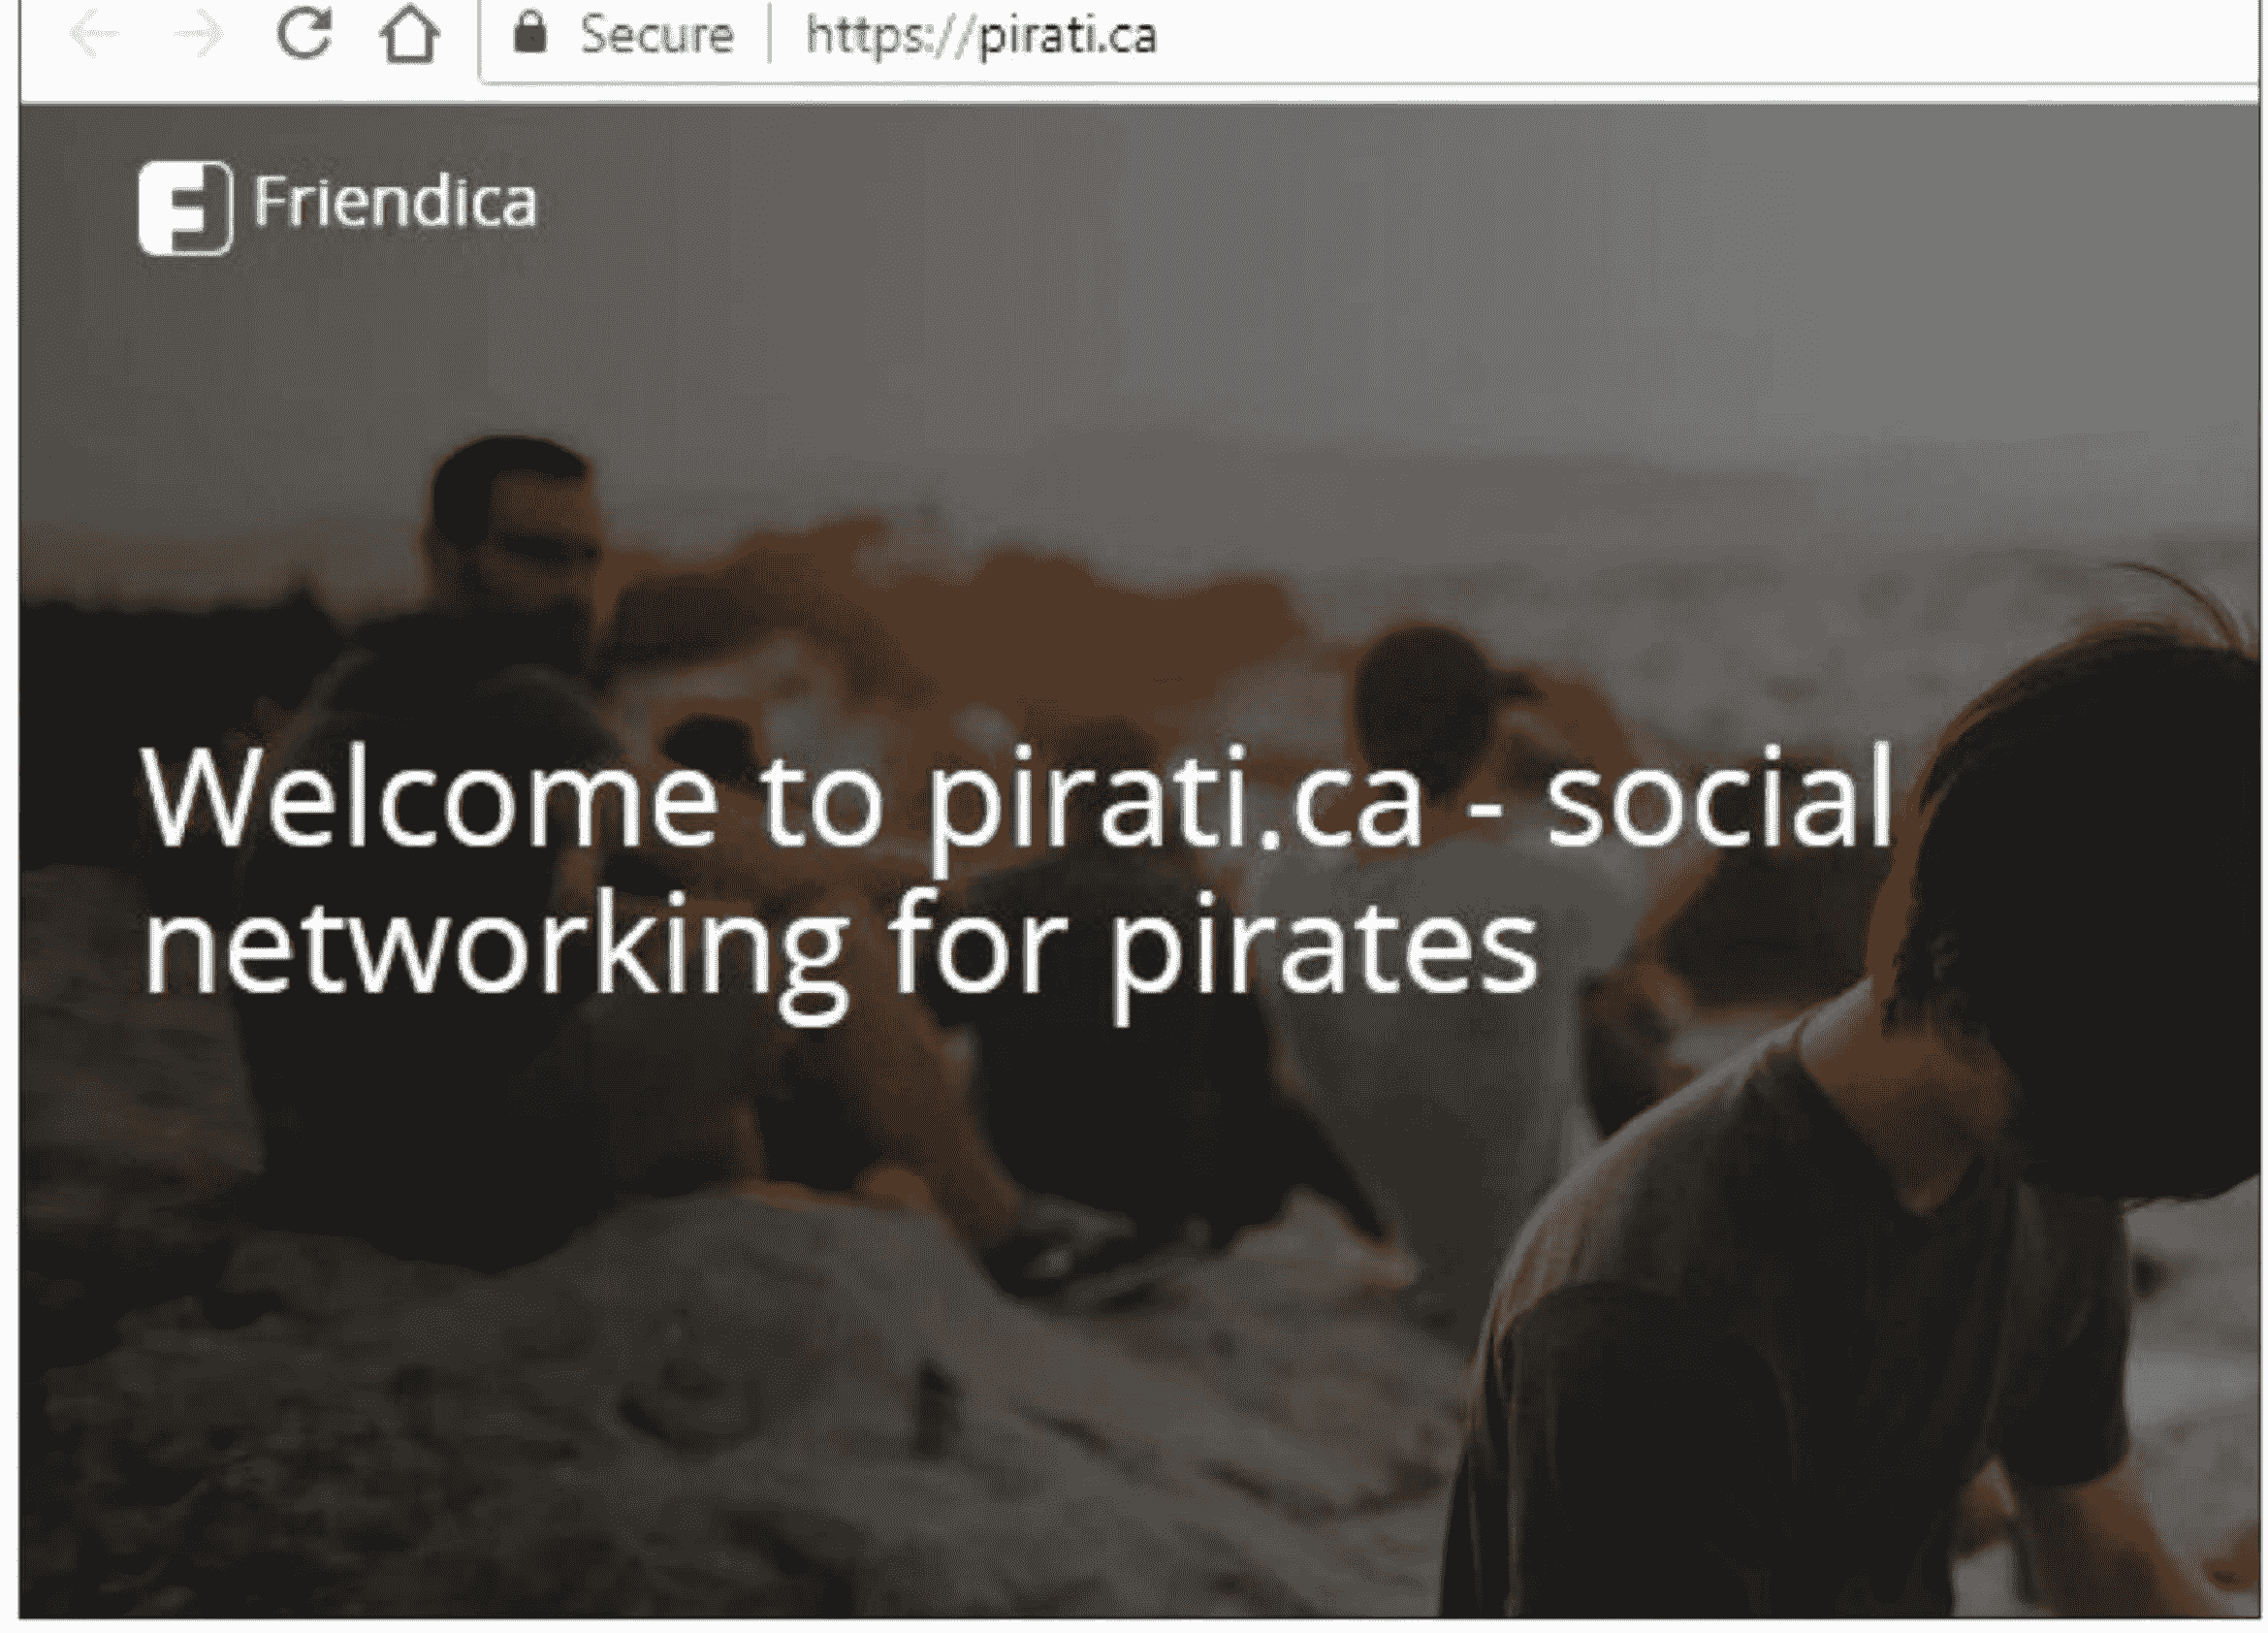 Secure | https://pirati.ca
Friendica
Welcome to pirati.ca - social
networking for pirates